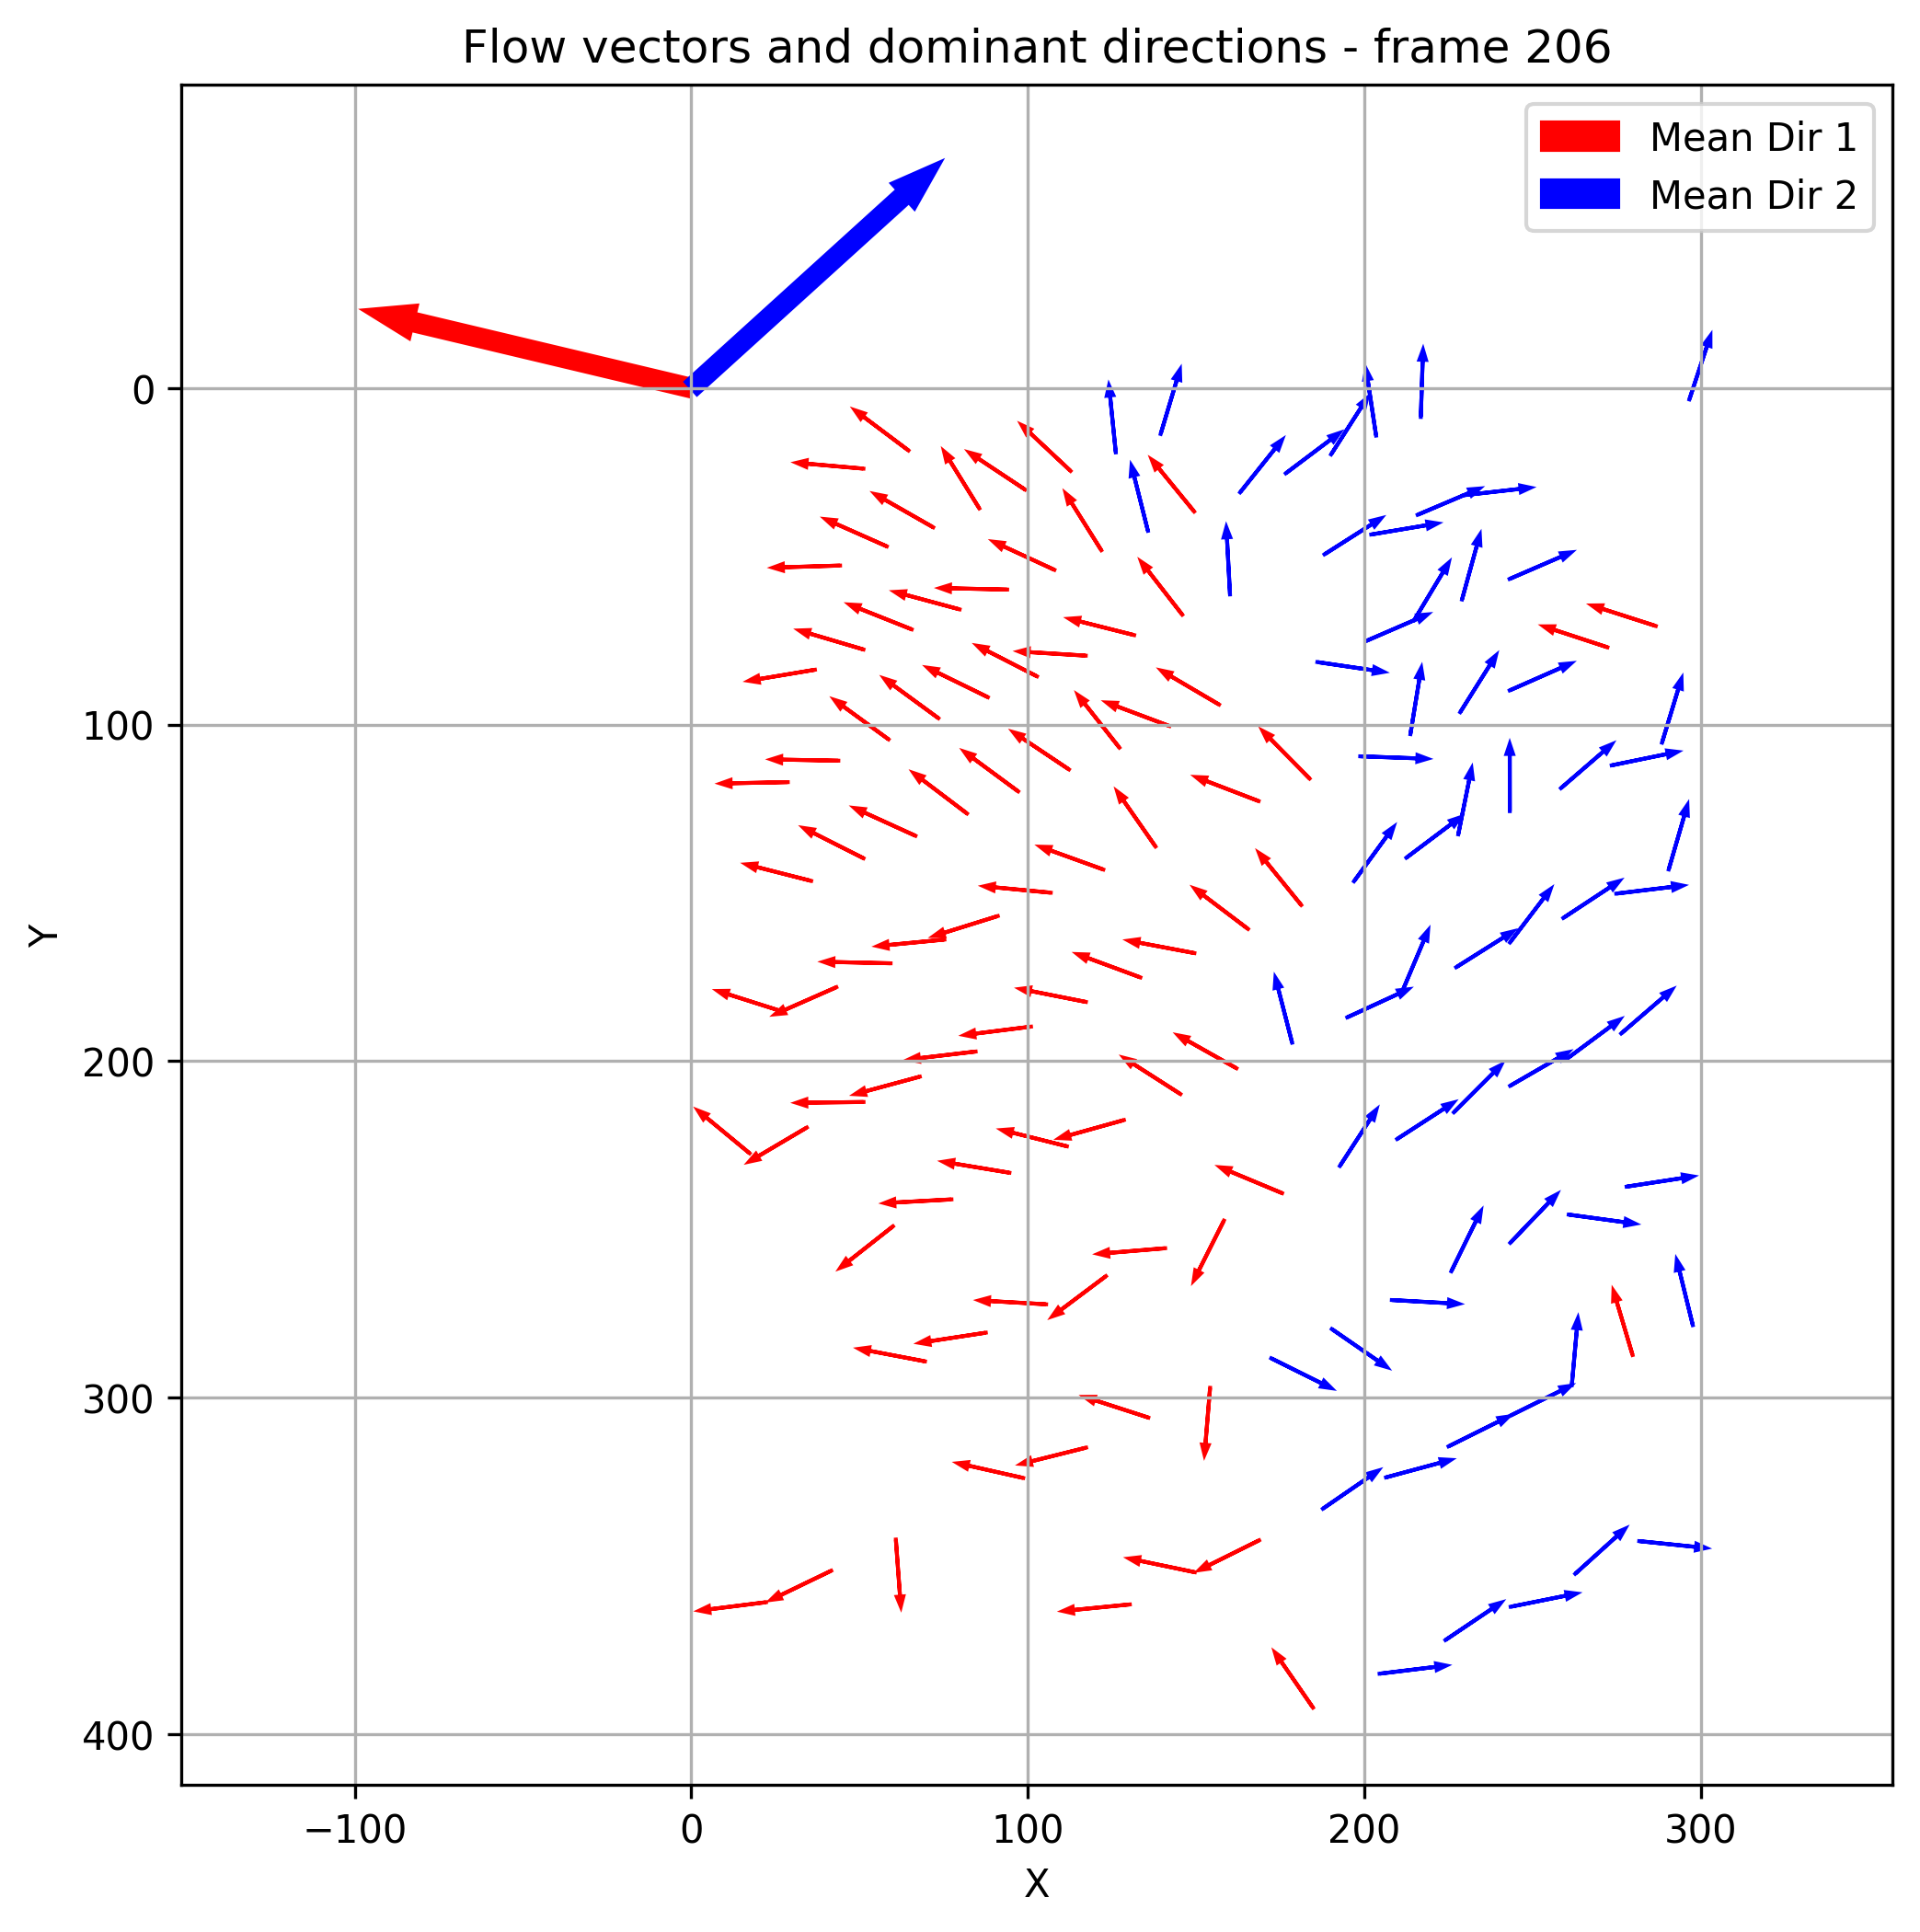 Flow vectors and dominant directions - frame 206
Mean Dir 1
Mean Dir 2
0
100
200
300
400
Y
−100
0
100
200
300
X